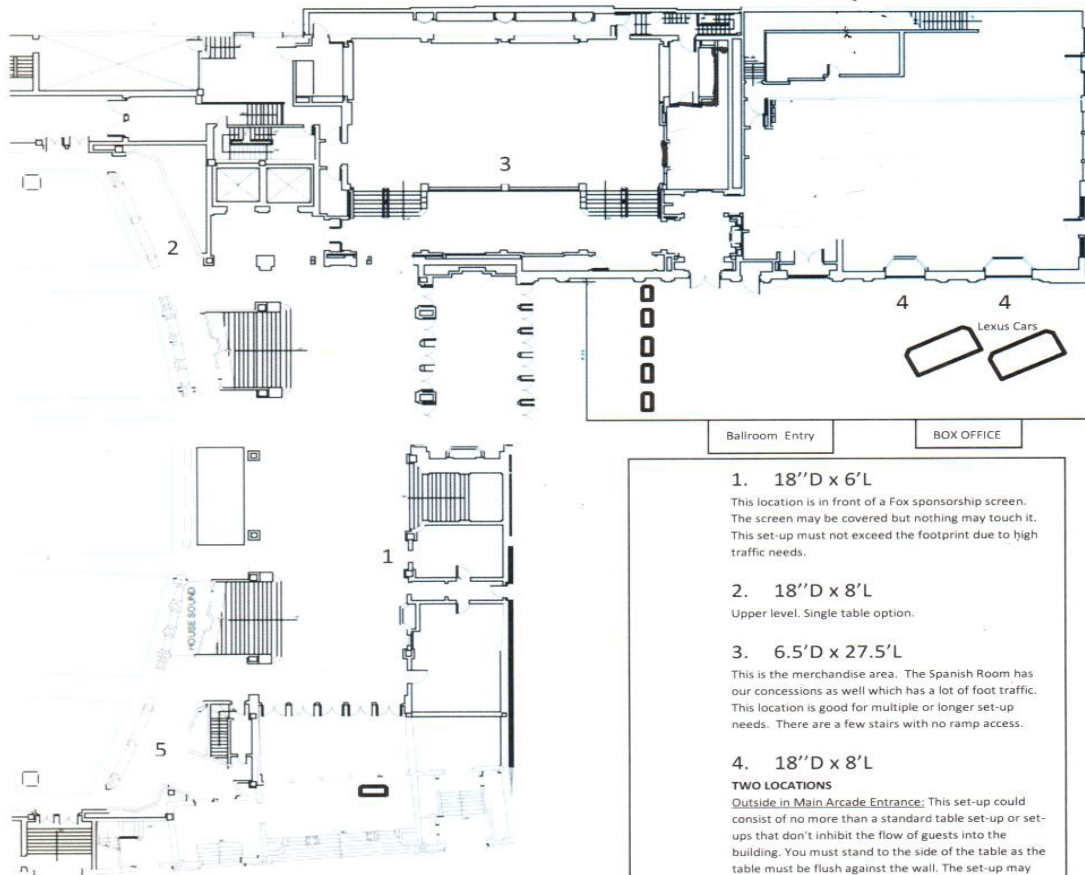 3
2
4 4
Lexus Cars
Ballroom Entry
BOX OFFICE
1
HOUSE SOUND
5
1. 18’’D x 6’L
This location is in front of a Fox sponsorship screen.
The screen may be covered but nothing may touch it.
This set-up must not exceed the footprint due to high
traffic needs.
2. 18’’D x 8’L
Upper level. Single table option.
3. 6.5’D x 27.5’L
This is the merchandise area. The Spanish Room has
our concessions as well which has a lot of foot traffic.
This location is good for multiple or longer set-up
needs. There are a few stairs with no ramp access.
4. 18’’D x 8’L
TWO LOCATIONS
Outside in Main Arcade Entrance: This set-up could
consist of no more than a standard table set-up or set-
ups that don’t inhibit the flow of guests into the
building. You must stand to the side of the table as the
table must be flush against the wall. The set-up may